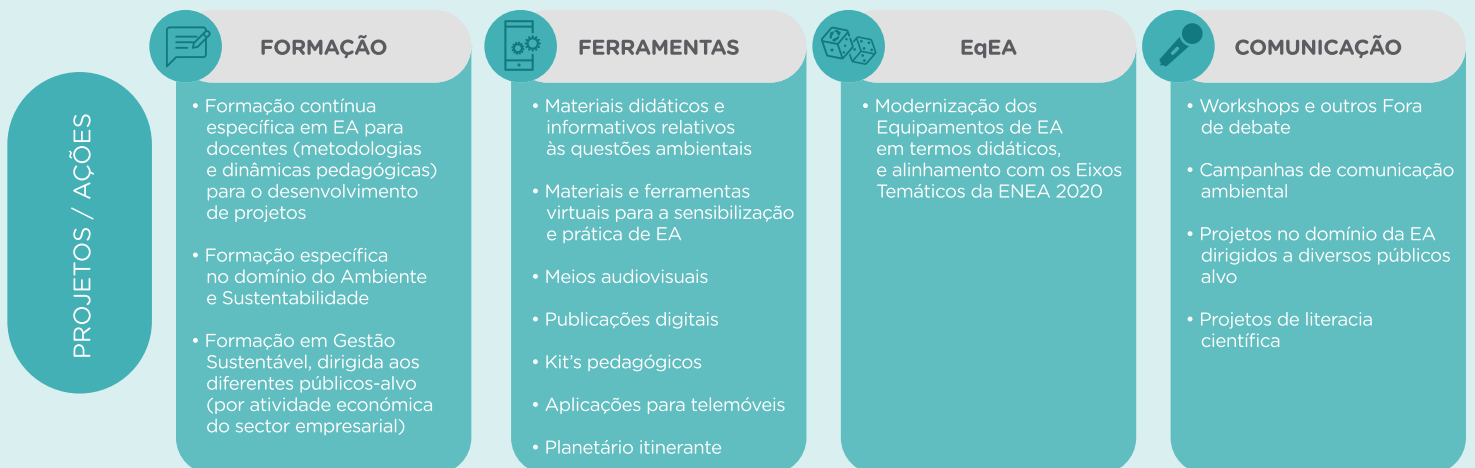 PROJETOS / AÇÕES
FORMAÇÃO
• Formação contínua
específica em EA para
docentes (metodologias
e dinâmicas pedagógicas)
para o desenvolvimento
de projetos
• Formação específica
no domínio do Ambiente
e Sustentabilidade
• Formação em Gestão
Sustentável, dirigida aos
diferentes públicos-alvo
(por atividade económica
do sector empresarial)
FERRAMENTAS
• Materiais didáticos e
informativos relativos
às questões ambientais
• Materiais e ferramentas
virtuais para a sensibilização
e prática de EA
• Meios audiovisuais
• Publicações digitais
• Kit's pedagógicos
• Aplicações para telemóveis
• Planetário itinerante
EqEA
• Modernização dos
Equipamentos de EA
em termos didáticos,
e alinhamento com os Eixos
Temáticos da ENEA 2020
COMUNICAÇÃO
• Workshops e outros Fora
de debate
• Campanhas de comunicação
ambiental
• Projetos no domínio da EA
dirigidos a diversos públicos
alvo
• Projetos de literacia
científica